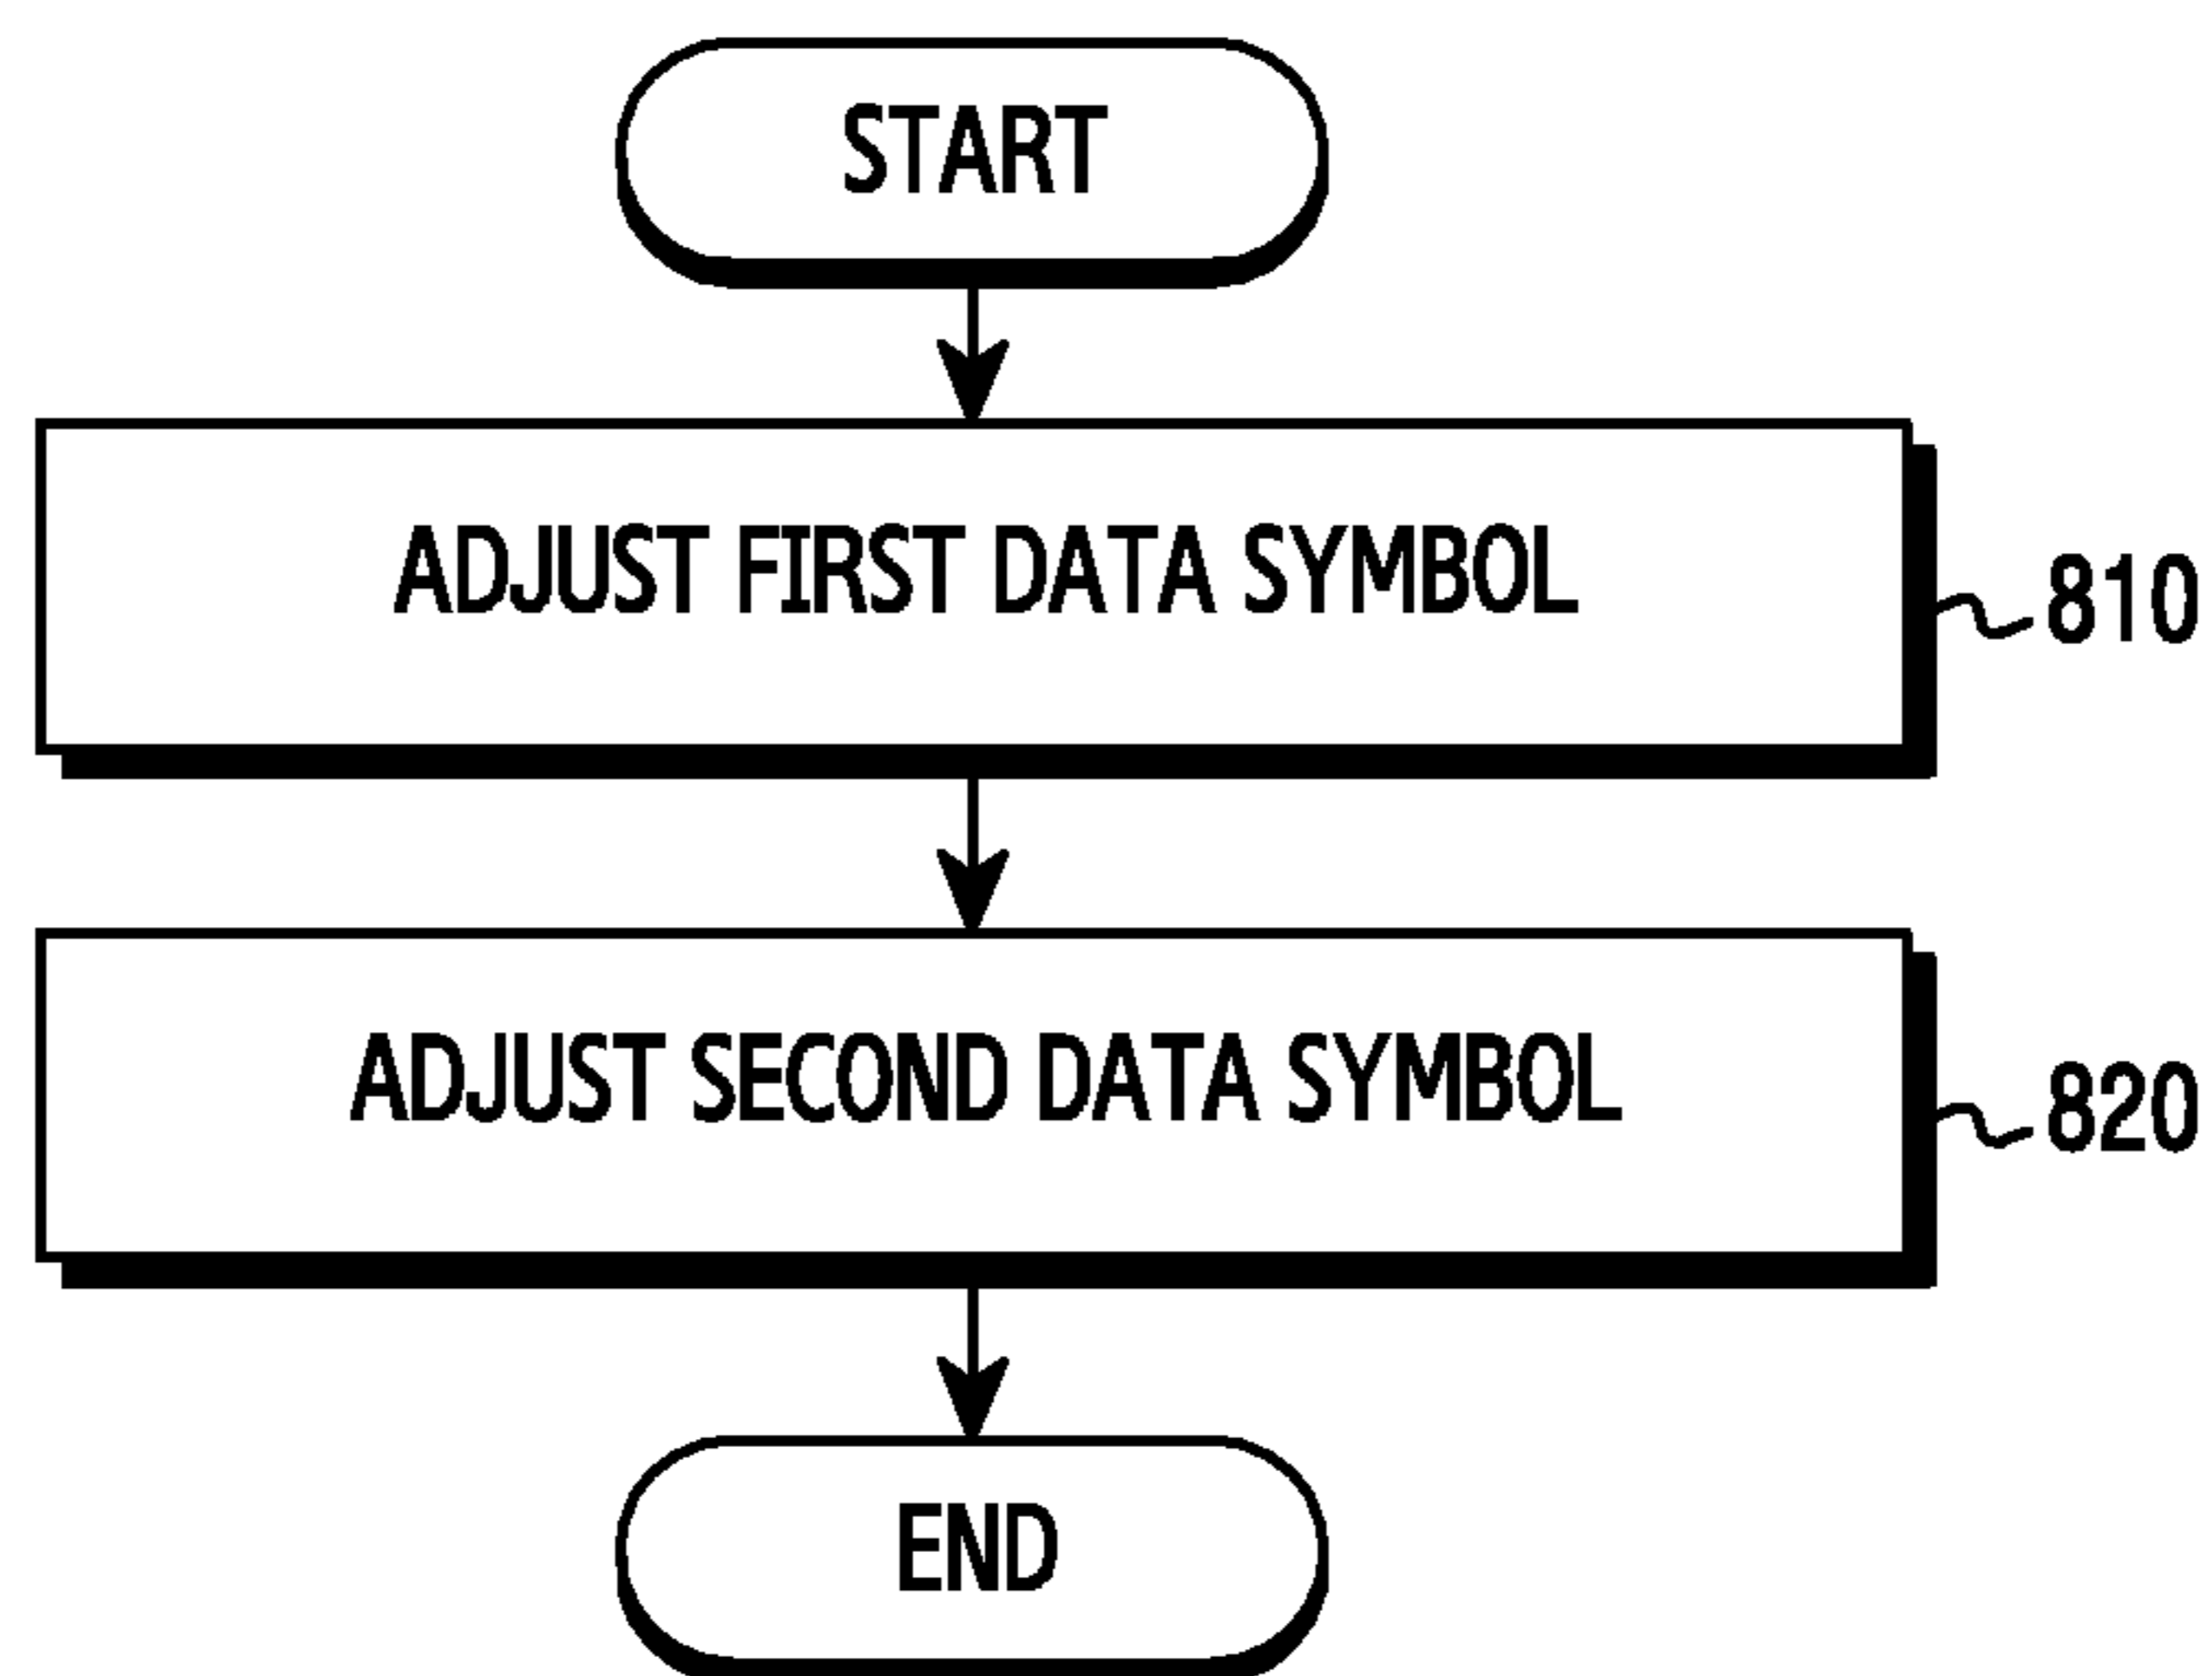 START
ADJUST FIRST DATA SYMBOL
810
ADJUST SECOND DATA SYMBOL
820
END